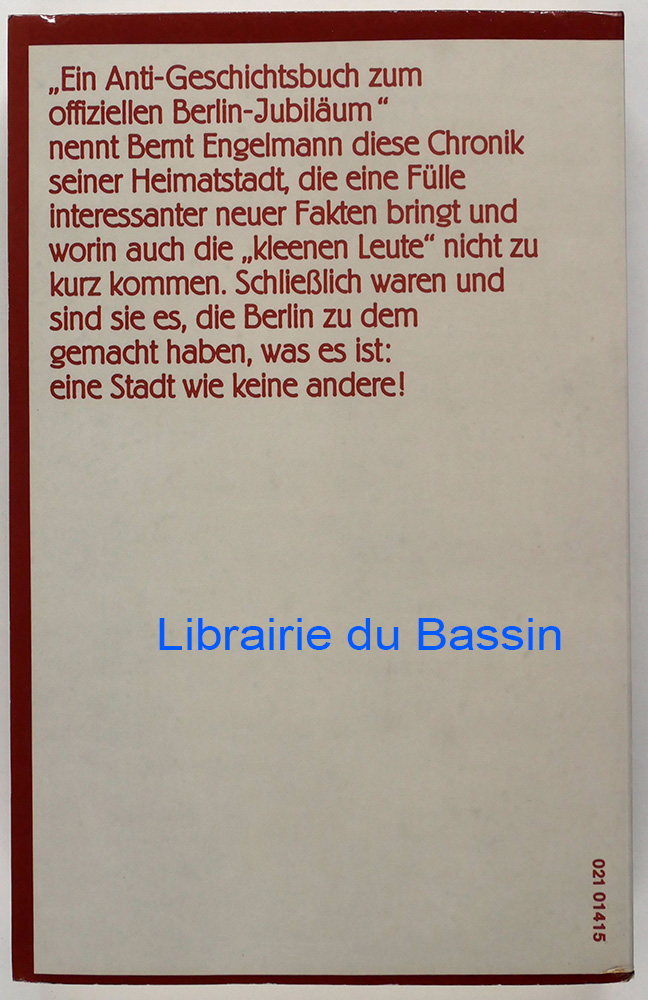 „Ein Anti-Geschichtsbuch zum
offiziellen Berlin-Jubiläum“
nennt Bernt Engelmann diese Chronik
seiner Heimatstadt, die eine Fülle
interessanter neuer Fakten bringt und
worin auch die „kleenen Leute“ nicht zu
kurz kommen. Schließlich waren und
sind sie es, die Berlin zu dem
gemacht haben, was es ist:
eine Stadt wie keine andere!
Librairie du Bassin
021 01415